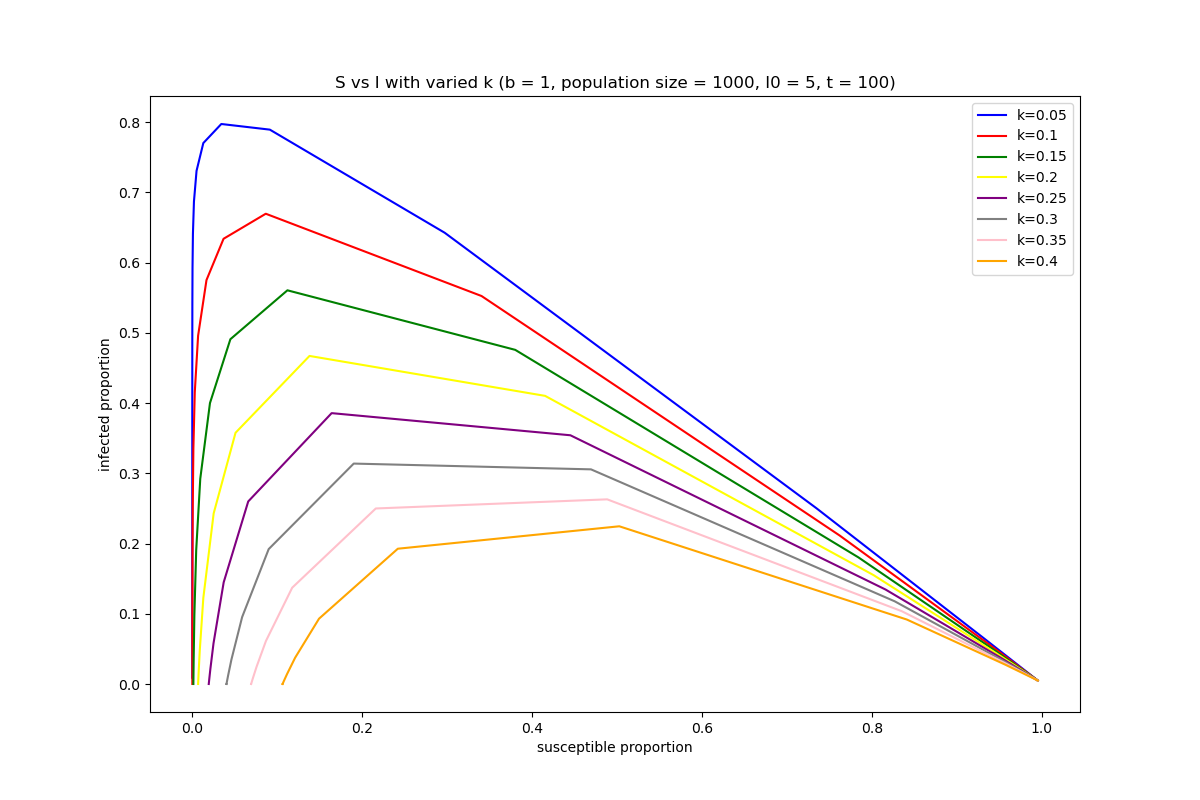 S vs I with varied k (b = 1, population size = 1000, I0 = 5, t = 100)
k=0.05
k=0.1
k=0.15
k=0.2
k=0.25
k=0.3
k=0.35
k=0.4
infected proportion
0.8
0.7
0.6
0.5
0.4
0.3
0.2
0.1
0.0
0.0 0.2 0.4 0.6 0.8 1.0
susceptible proportion